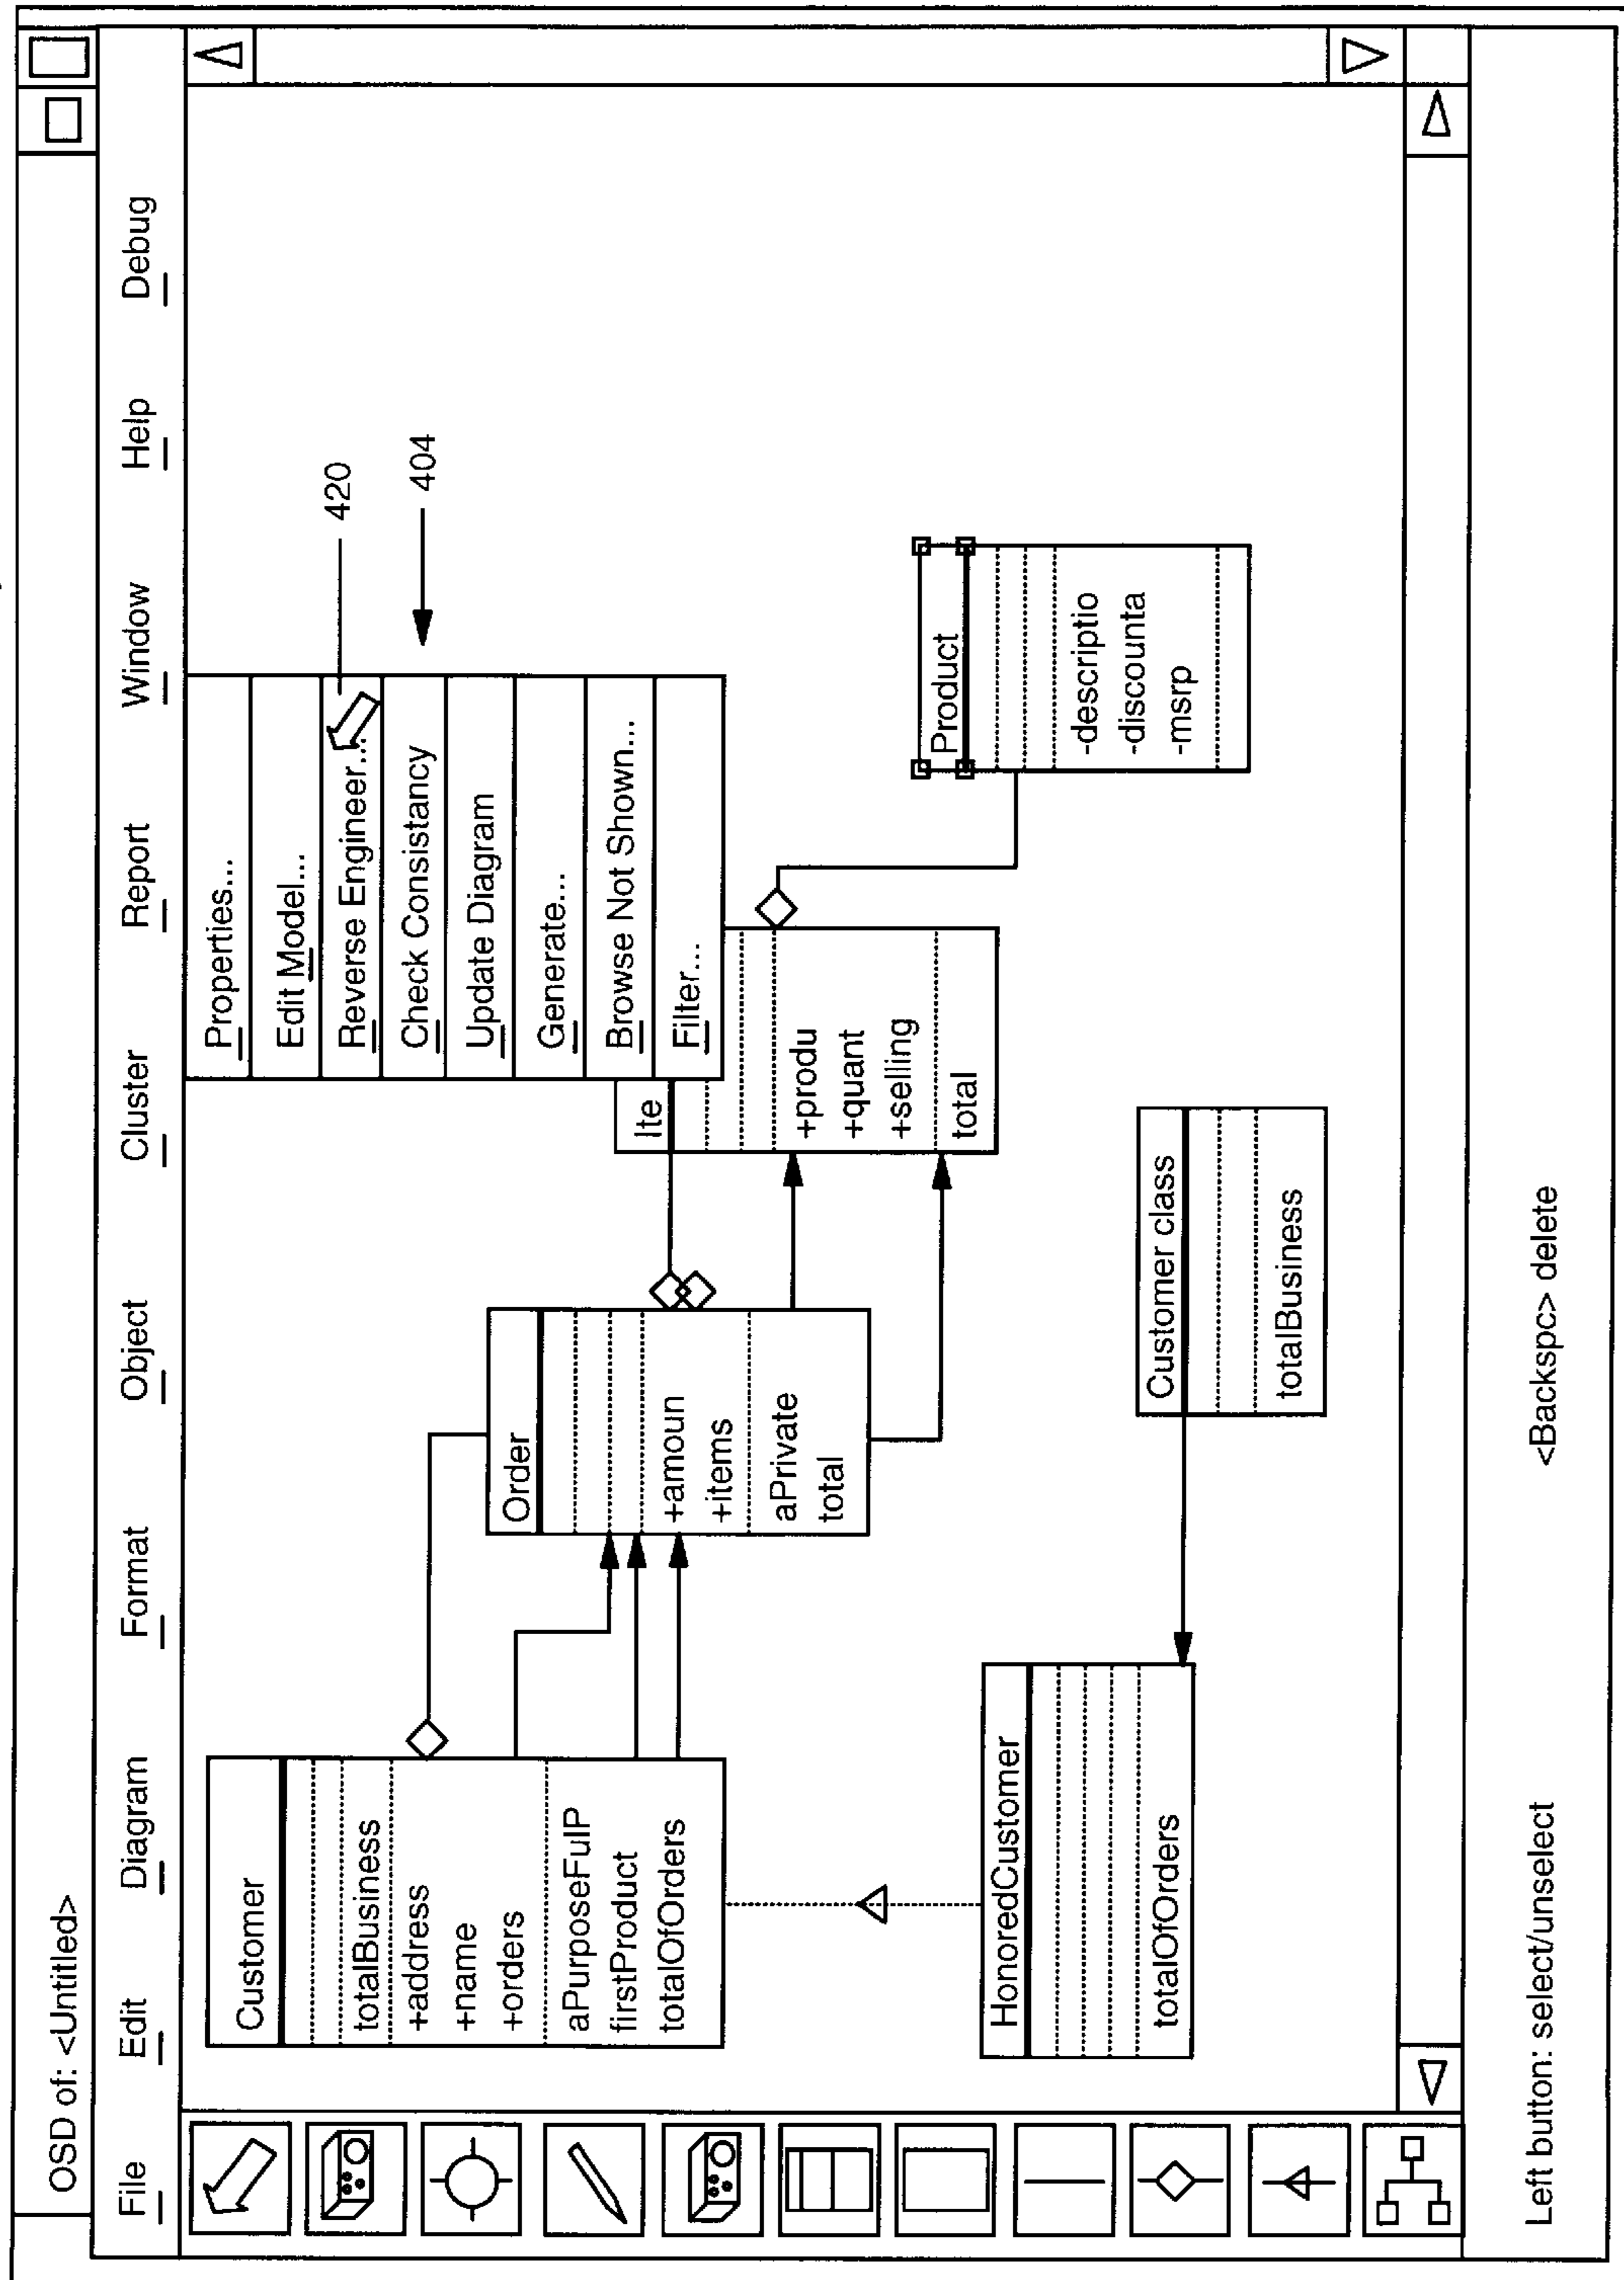 OSD of: <Untitled>
File Edit Diagram Format Object Cluster Report Window Help Debug
Properties...
Edit Model...
Reverse Engineer...
Check Consistancy
Update Diagram
Generate...
Browse Not Shown...
Filter...
420
404
Customer
totalBusiness
+address
+name
+orders
aPurposeFulP
firstProduct
totalOfOrders
Order
+amoun
+items
aPrivate
total
Ite
+produ
+quant
+selling
total
Product
-descriptio
-discounta
-msrp
HonoredCustomer
totalOfOrders
Customer class
totalBusiness
Left button: select/unselect <Backspc> delete